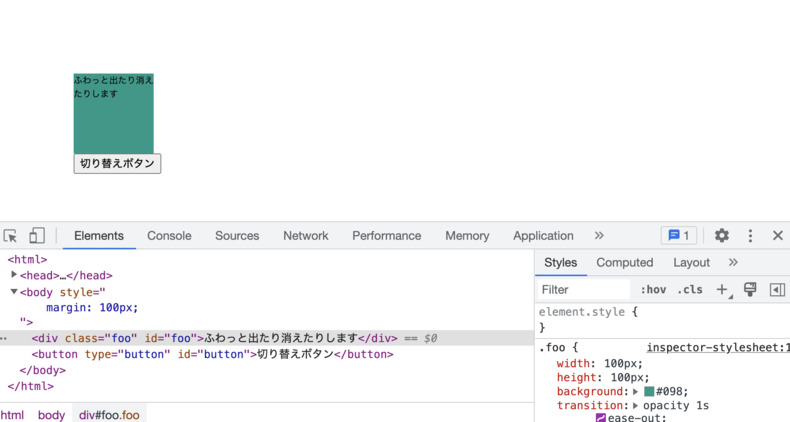 ふわっと出たり消え
たりします
切り替えボタン
Elements Console Sources Network Performance Memory Application » 1
<html>
<head>…</head>
<body style="
margin: 100px;
">
<div class="foo" id="foo">ふわっと出たり消えたりします</div> == $0
<button type="button" id="button">切り替えボタン</button>
</body>
</html>
html body div#foo.foo
Styles Computed Layout »
Filter :hov .cls
element.style {
}
.foo { inspector-stylesheet:1
width: 100px;
height: 100px;
background: #098;
transition: opacity 1s
ease-out;